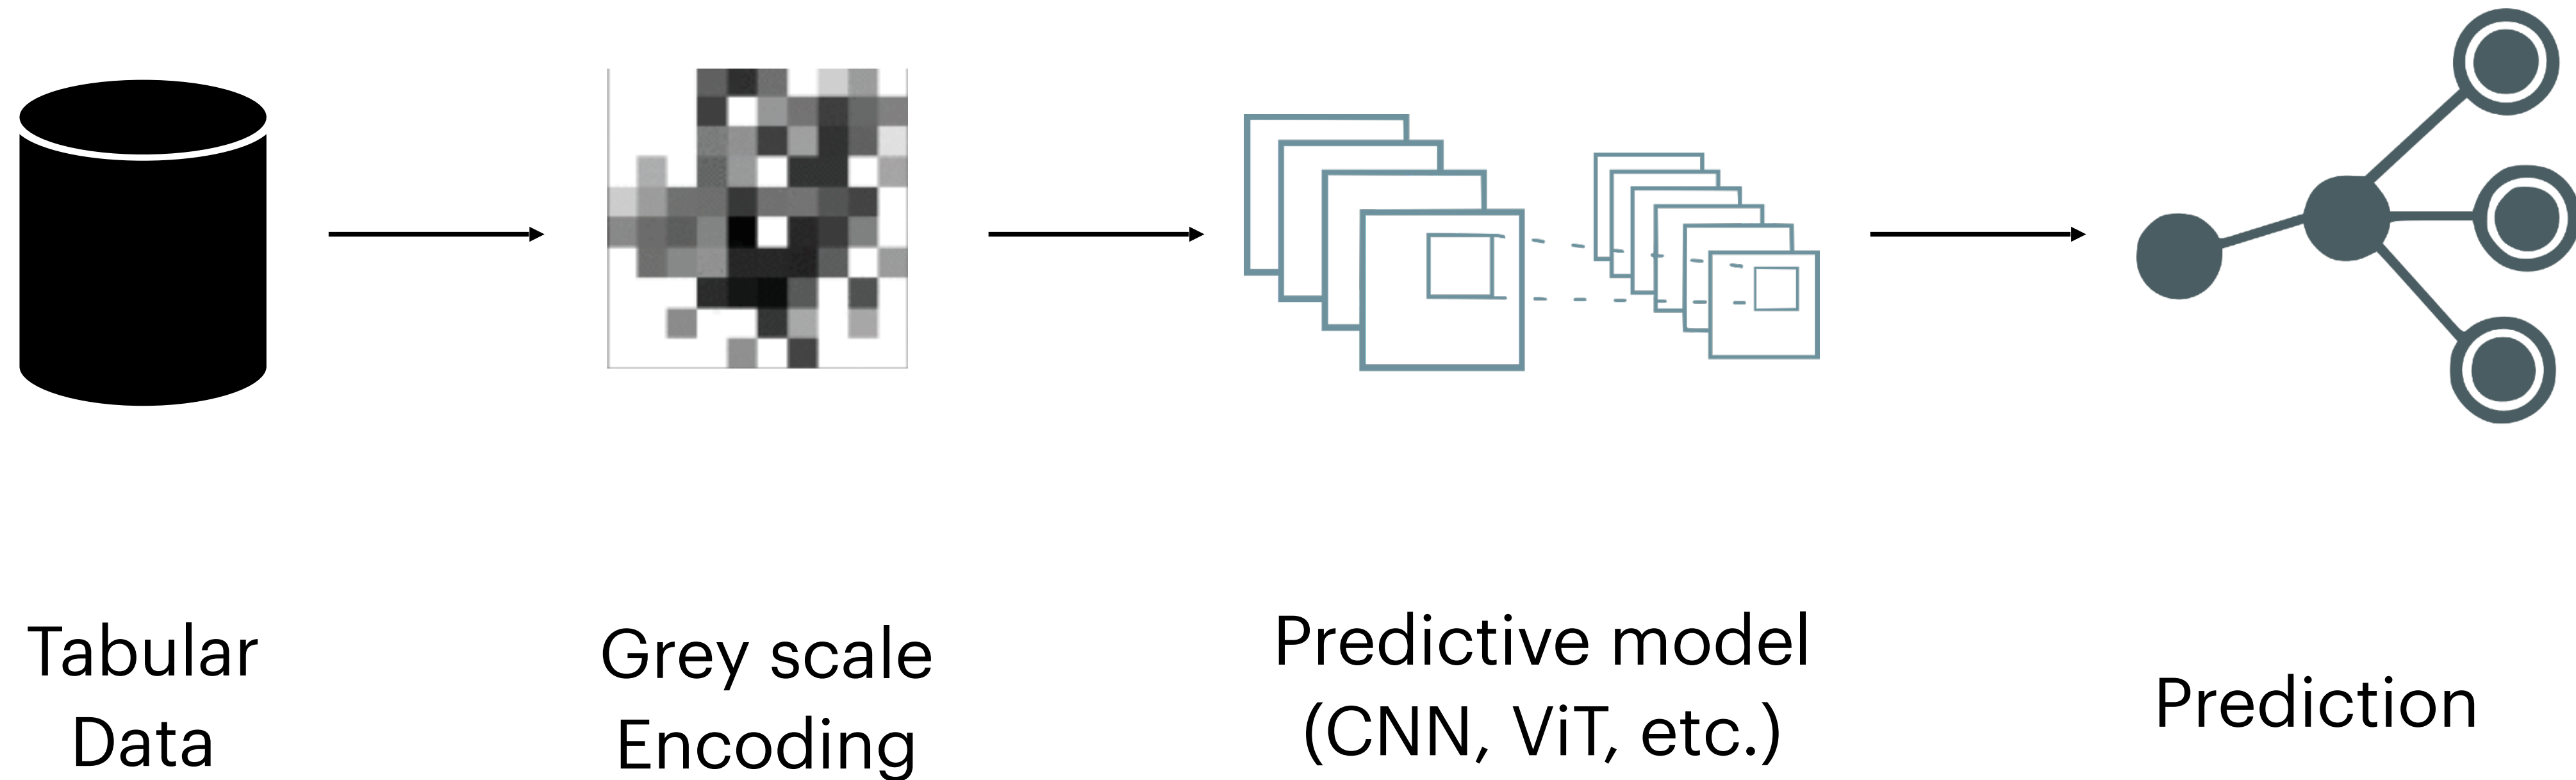 Tabular
Data
Grey scale
Encoding
Predictive model
(CNN, ViT, etc.)
Prediction